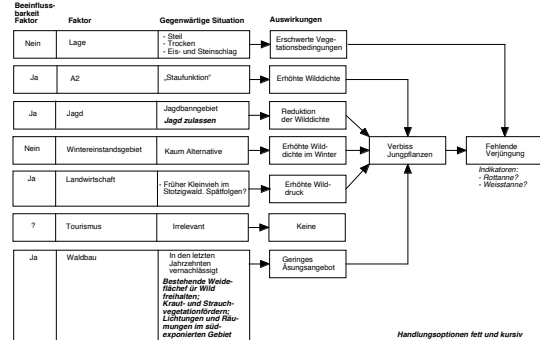 Beeinfluss-
barkeit
Faktor
Faktor
Gegenwärtige Situation
Auswirkungen
Nein
Lage
- Steil
- Trocken
- Eis- und Steinschlag
Erschwerte Vege-
tationsbedingungen
Ja
A2
„Staufunktion“
Erhöhte Wilddichte
Ja
Jagd
Jagdbanngebiet
Jagd zulassen
Reduktion
der Wilddichte
Nein
Wintereinstandsgebiet
Kaum Alternative
Erhöhte Wild-
dichte im Winter
Verbiss
Jungpflanzen
Fehlende
Verjüngung
Indikatoren:
- Rottanne?
- Weisstanne?
Ja
Landwirtschaft
- Früher Kleinvieh im
Stotzigwald. Spätfolgen?
Erhöhte Wild-
druck
?
Tourismus
Irrelevant
Keine
Ja
Waldbau
In den letzten
Jahrzehnten
vernachlässigt
Bestehende Weide-
flächef ür Wild
freihalten;
Kraut- und Strauch-
vegetationfördern;
Lichtungen und Räu-
mungen im süd-
exponierten Gebiet
Geringes
Äsungsangebot
Handlungsoptionen fett und kursiv